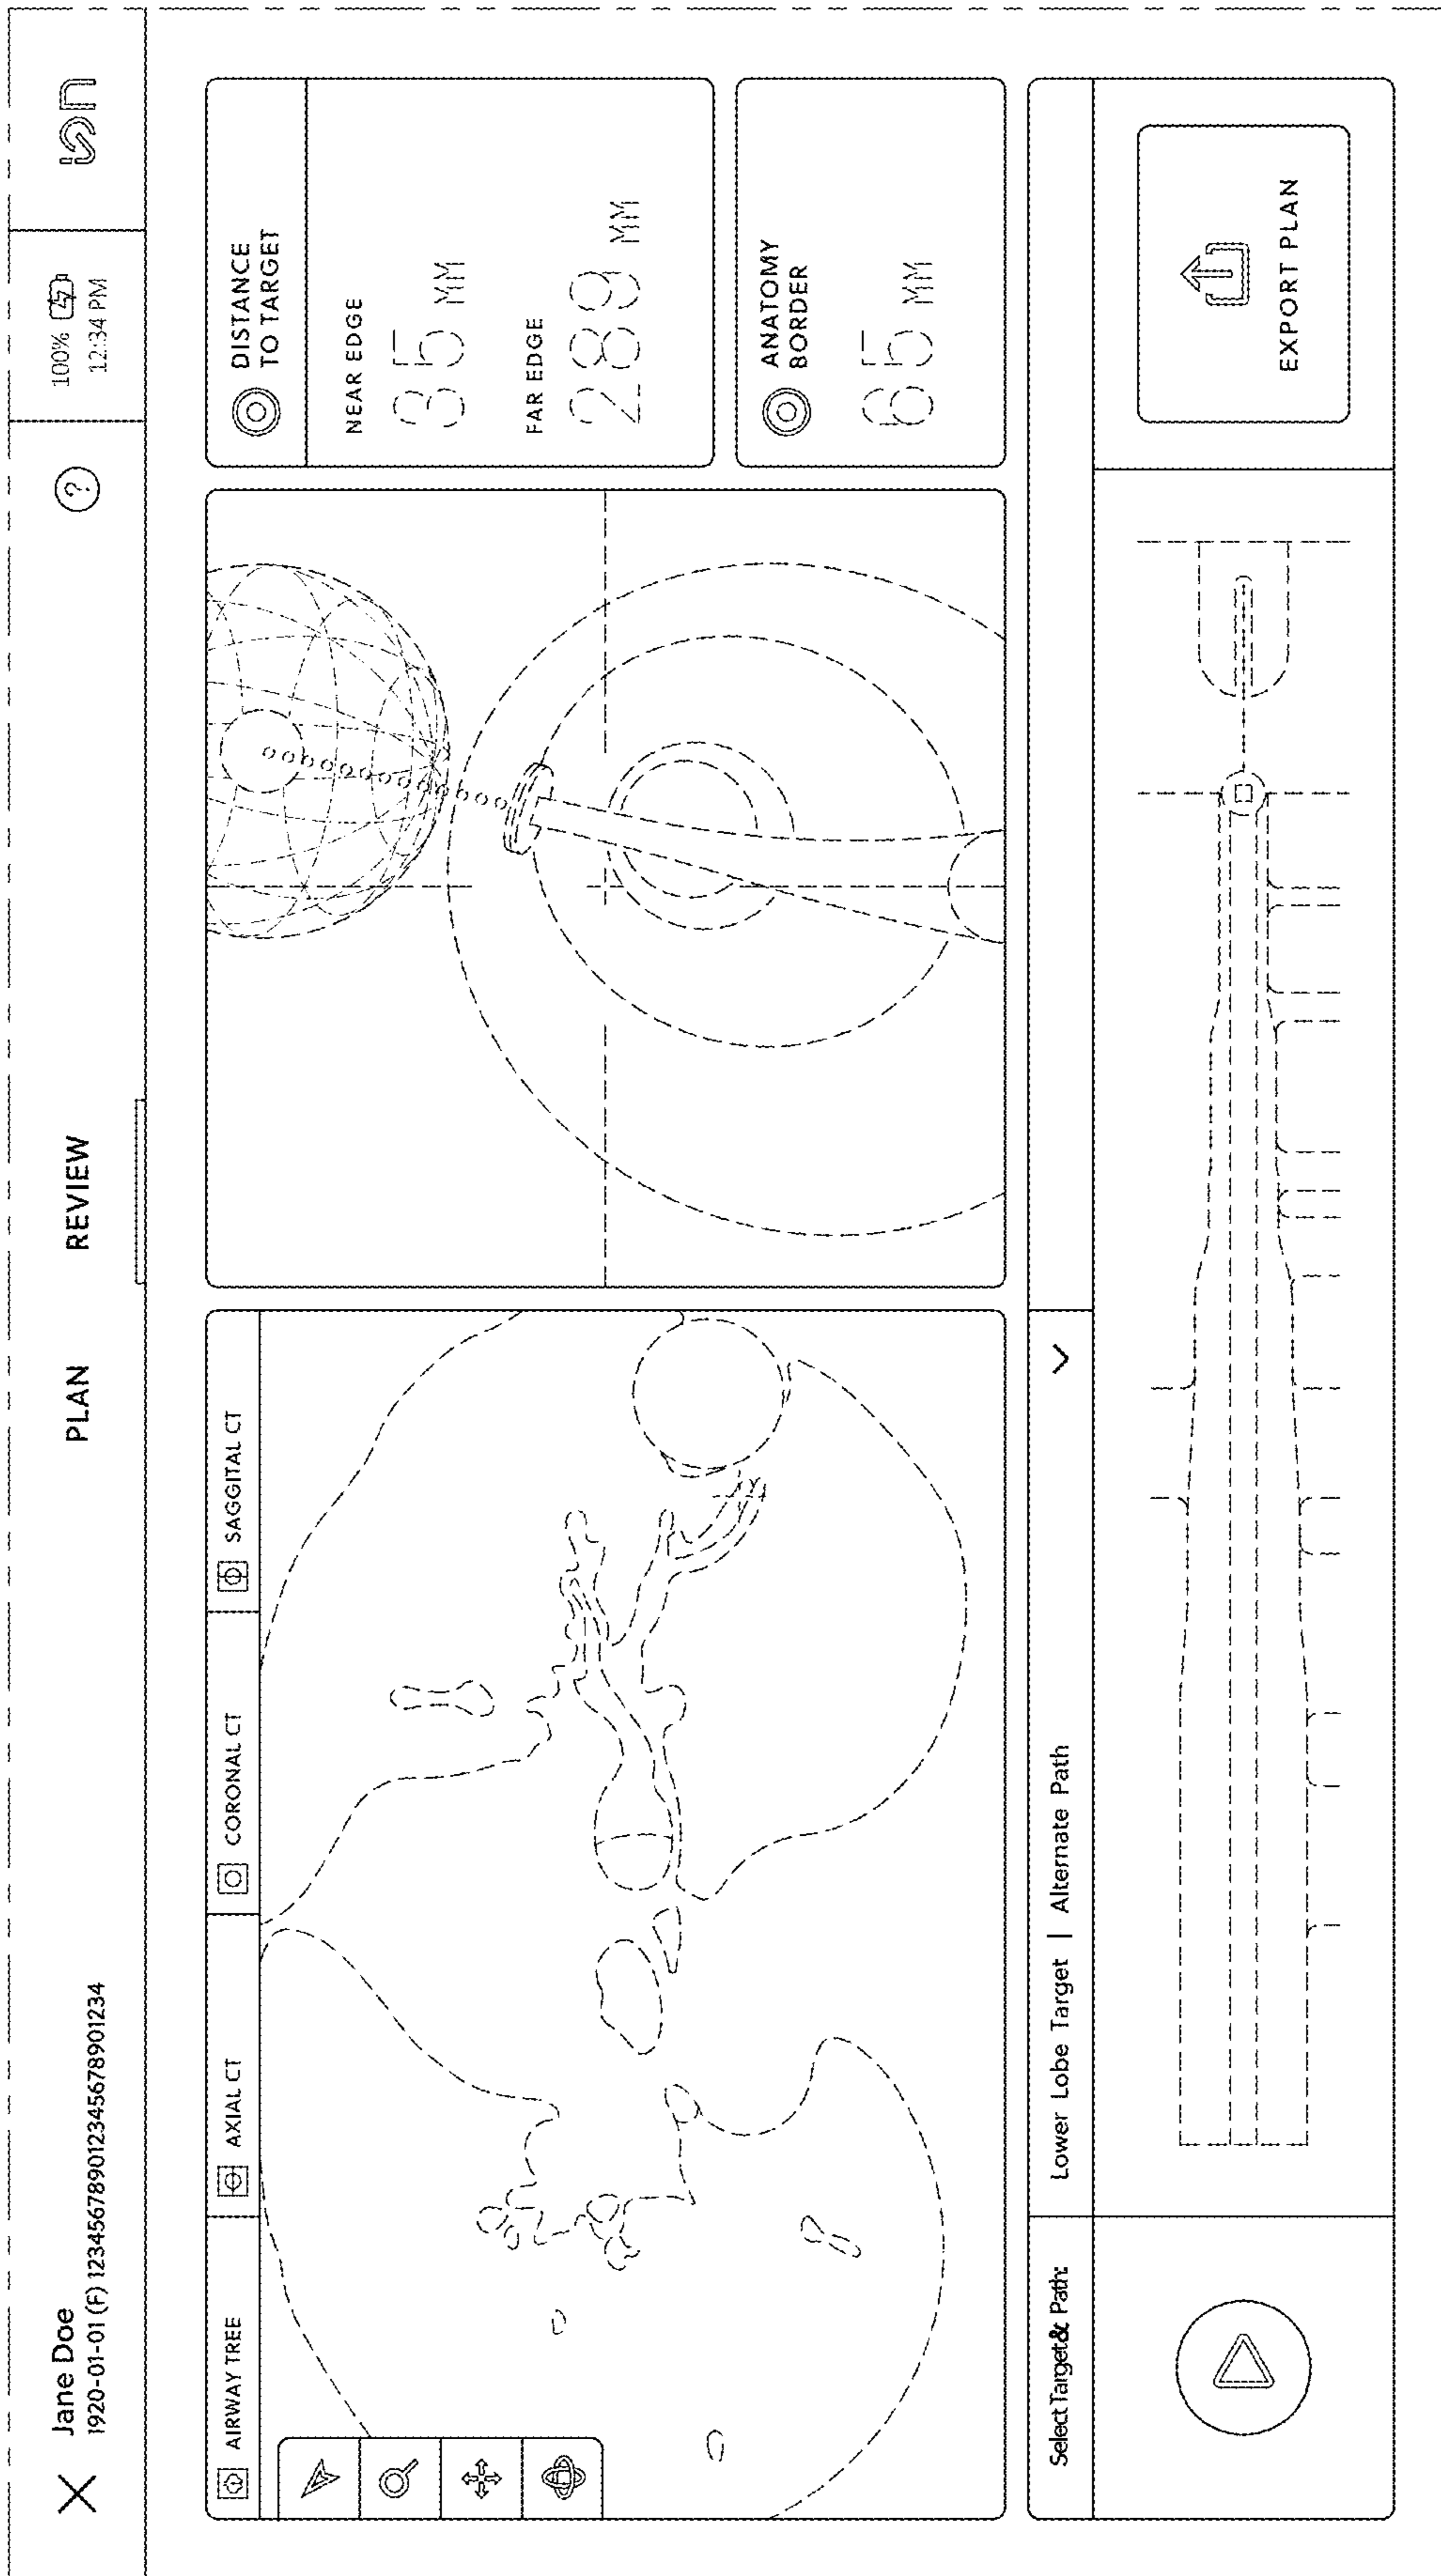 Jane Doe
1920-01-01 (F) 12345678901234567890123456789012345678901234
PLAN
REVIEW
?
100%
12:34 PM
AIRWAY TREE
AXIAL CT
CORONAL CT
SAGGITAL CT
DISTANCE
TO TARGET
NEAR EDGE
35 MM
FAR EDGE
289 MM
ANATOMY
BORDER
65 MM
Select Target & Path:
Lower Lobe Target | Alternate Path
EXPORT PLAN